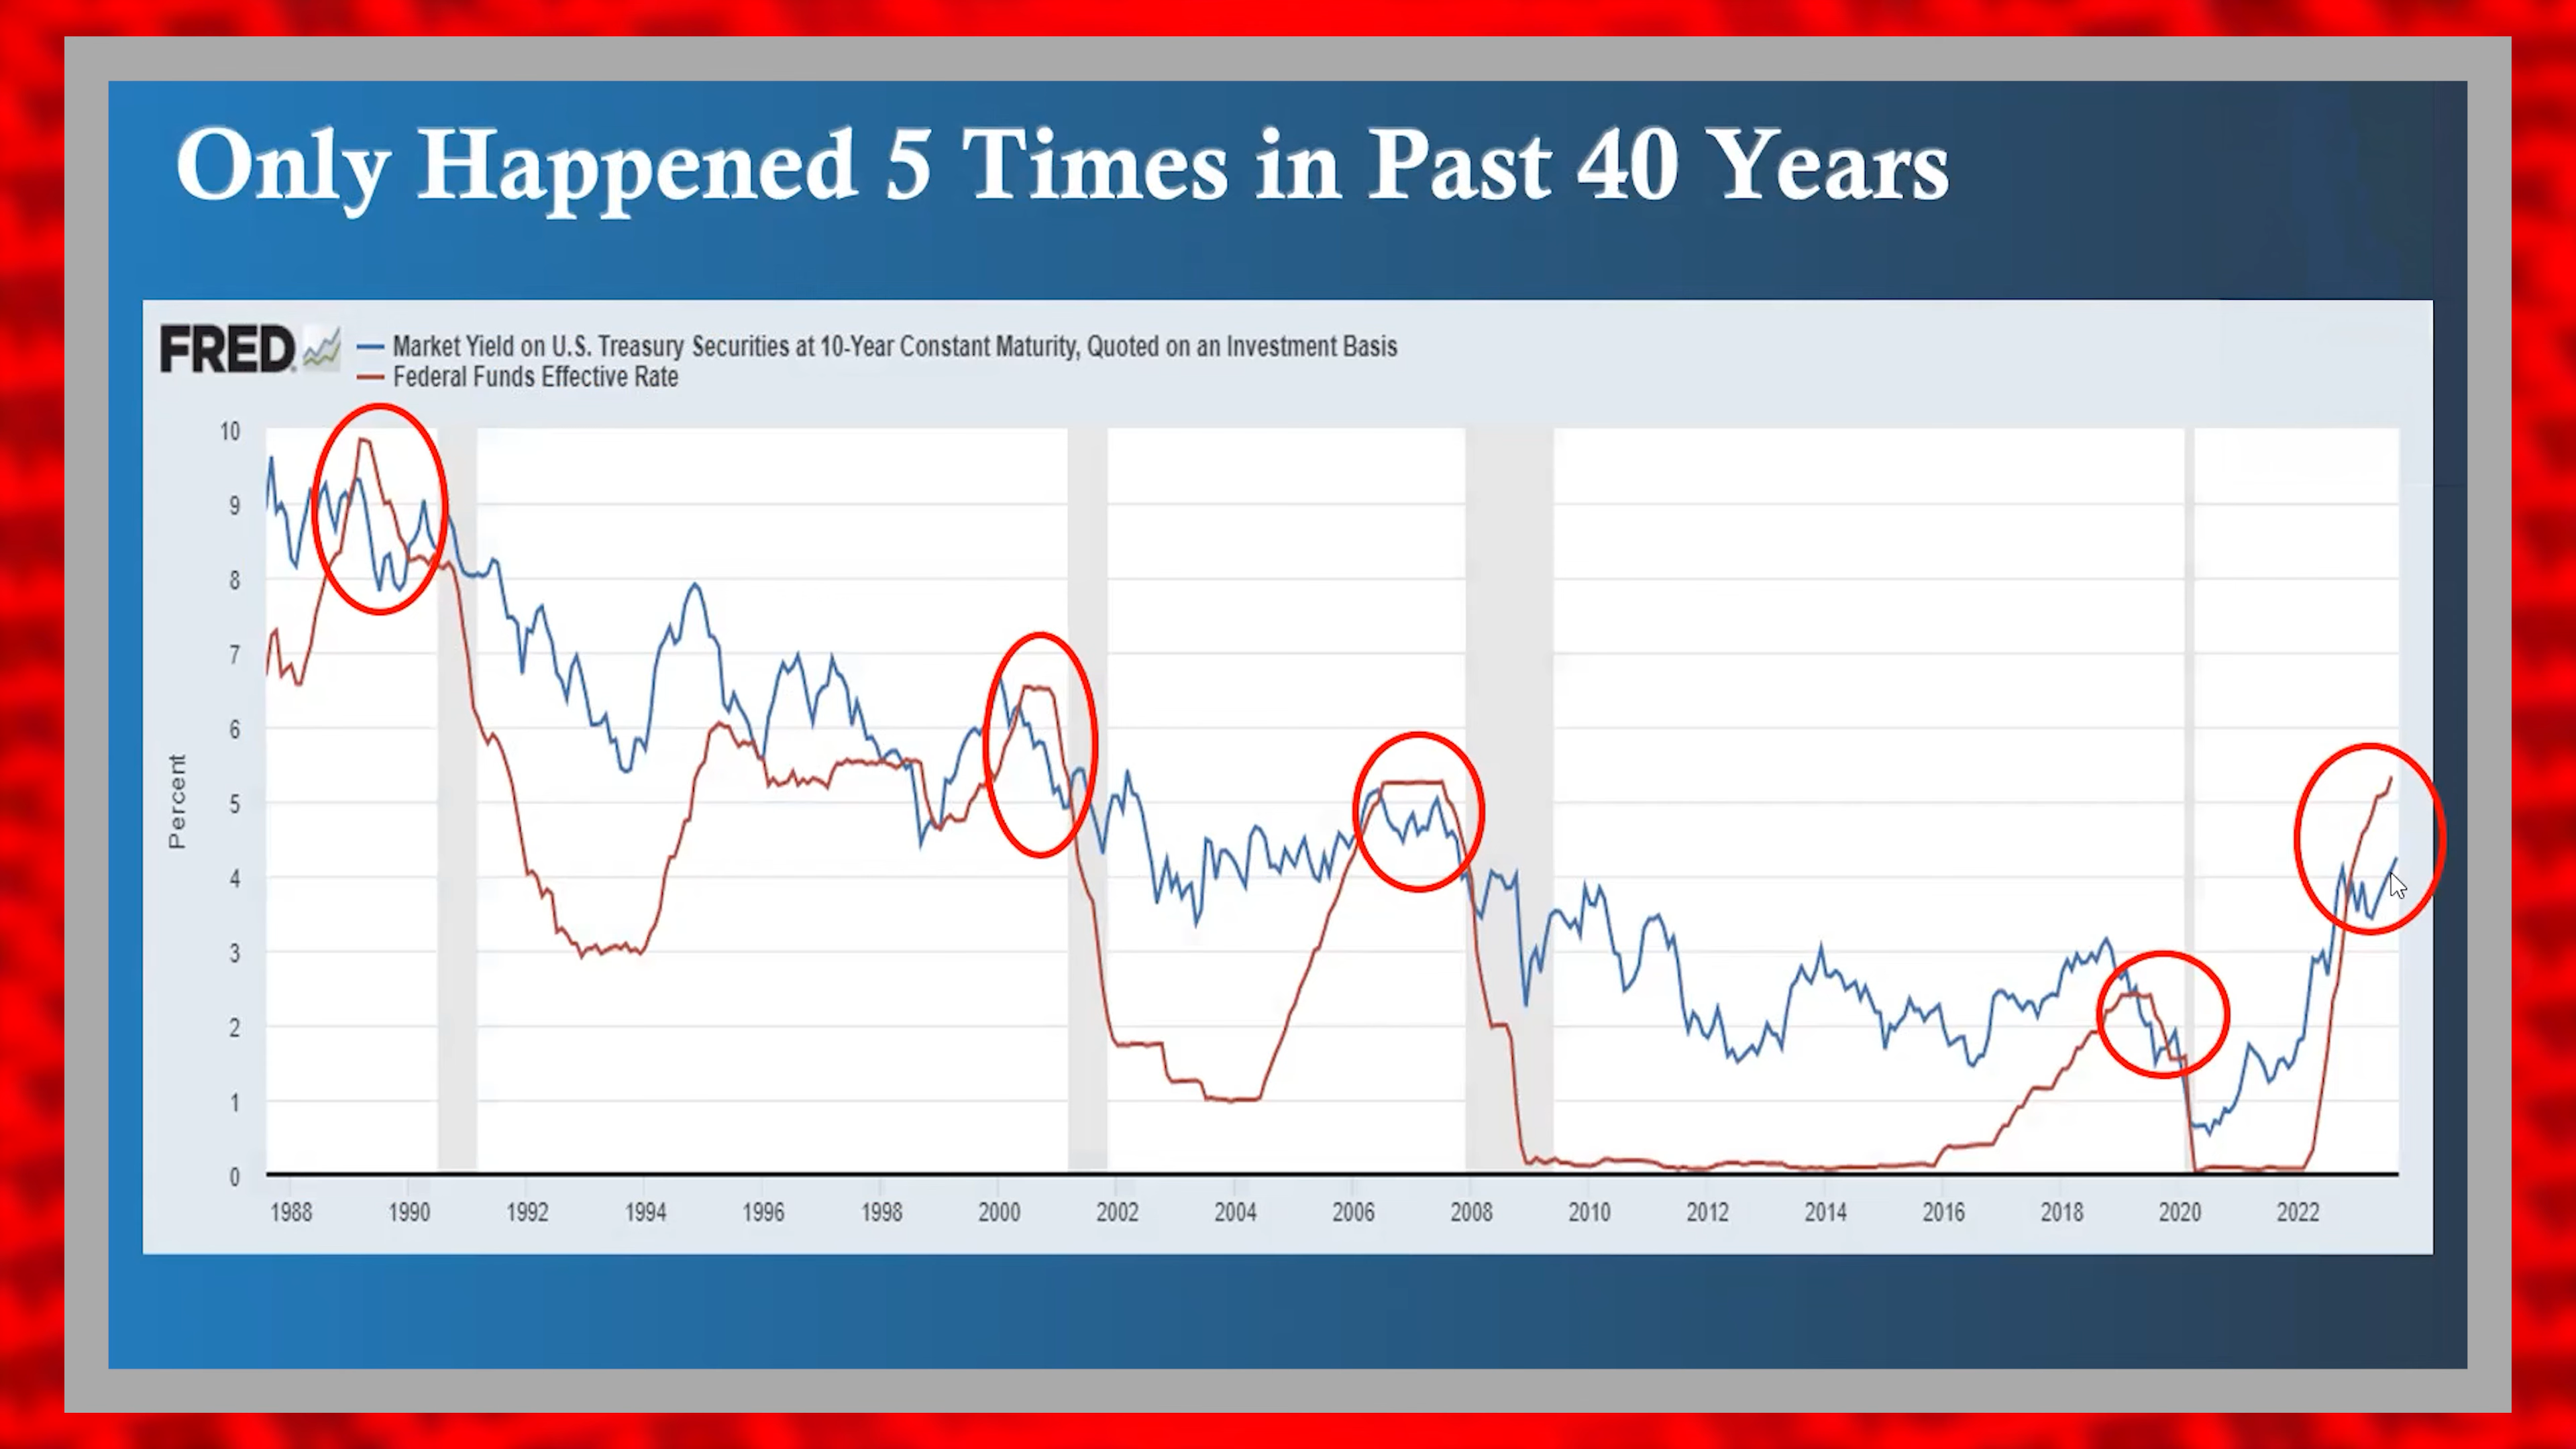 Only Happened 5 Times in Past 40 Years
FRED
Market Yield on U.S. Treasury Securities at 10-Year Constant Maturity, Quoted on an Investment Basis
Federal Funds Effective Rate
10
9
8
7
6
5
4
3
2
1
0
Percent
1988 1990 1992 1994 1996 1998 2000 2002 2004 2006 2008 2010 2012 2014 2016 2018 2020 2022